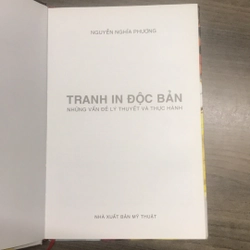 NGUYỄN NGHĨA PHƯƠNG
TRANH IN ĐỘC BẢN
NHỮNG VẤN ĐỀ LÝ THUYẾT VÀ THỰC HÀNH
NHÀ XUẤT BẢN MỸ THUẬT